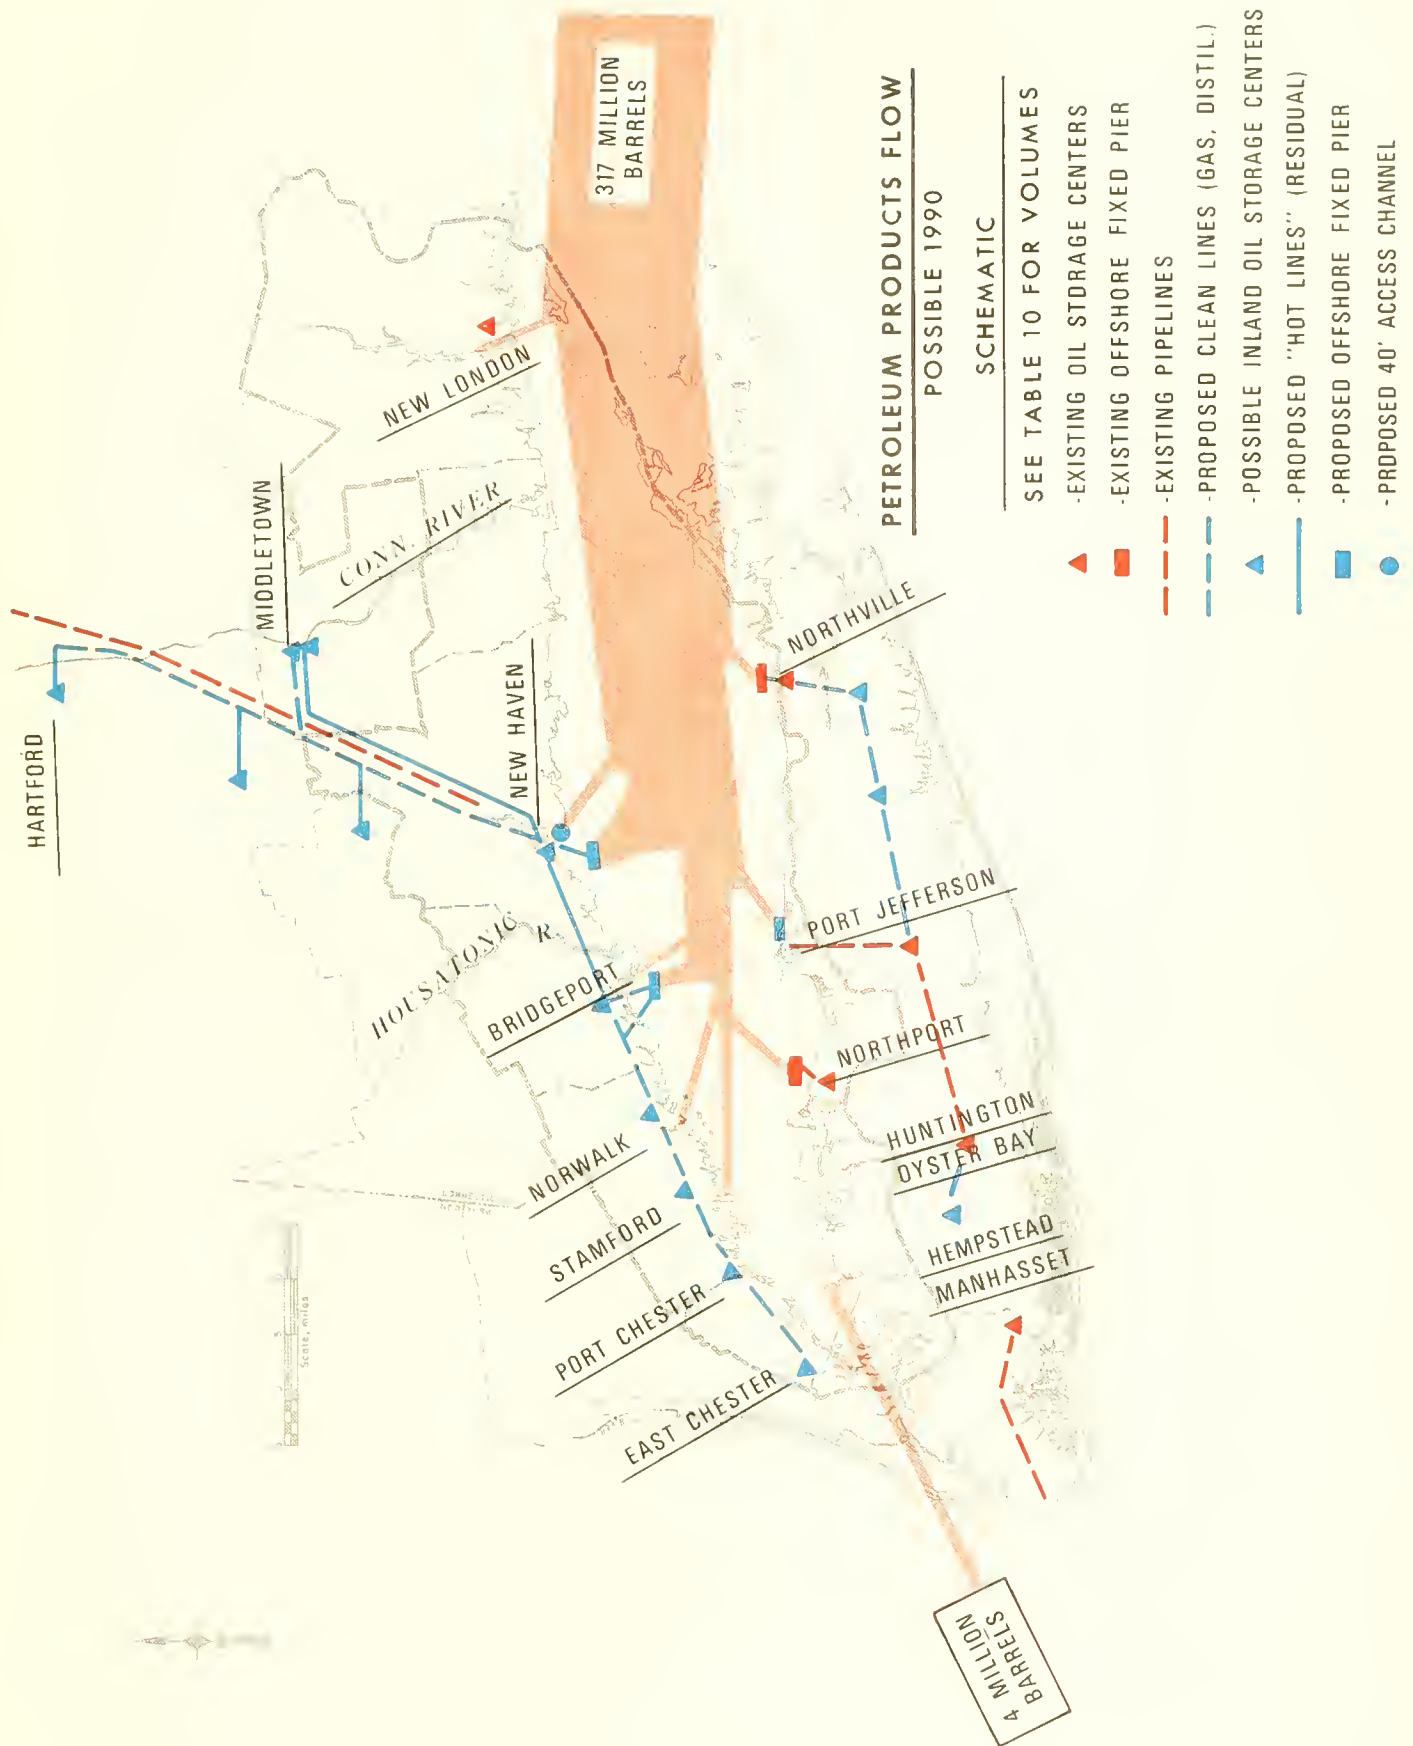 HARTFORD
MIDDLETOWN
CONN. RIVER
NEW LONDON
NEW HAVEN
HOUSATONIC R.
BRIDGEPORT
NORWALK
STAMFORD
PORT CHESTER
EAST CHESTER
317 MILLION
BARRELS
NORTHVILLE
PORT JEFFERSON
NORTHPORT
HUNTINGTON
OYSTER BAY
HEMPSTEAD
MANHASSET
4 MILLION
BARRELS
Scale, miles
PETROLEUM PRODUCTS FLOW
POSSIBLE 1990
SCHEMATIC
SEE TABLE 10 FOR VOLUMES
-EXISTING OIL STORAGE CENTERS
-EXISTING OFFSHORE FIXED PIER
-EXISTING PIPELINES
-PROPOSED CLEAN LINES (GAS, DISTIL.)
-POSSIBLE INLAND OIL STORAGE CENTERS
-PROPOSED "HOT LINES" (RESIDUAL)
-PROPOSED OFFSHORE FIXED PIER
-PROPOSED 40' ACCESS CHANNEL